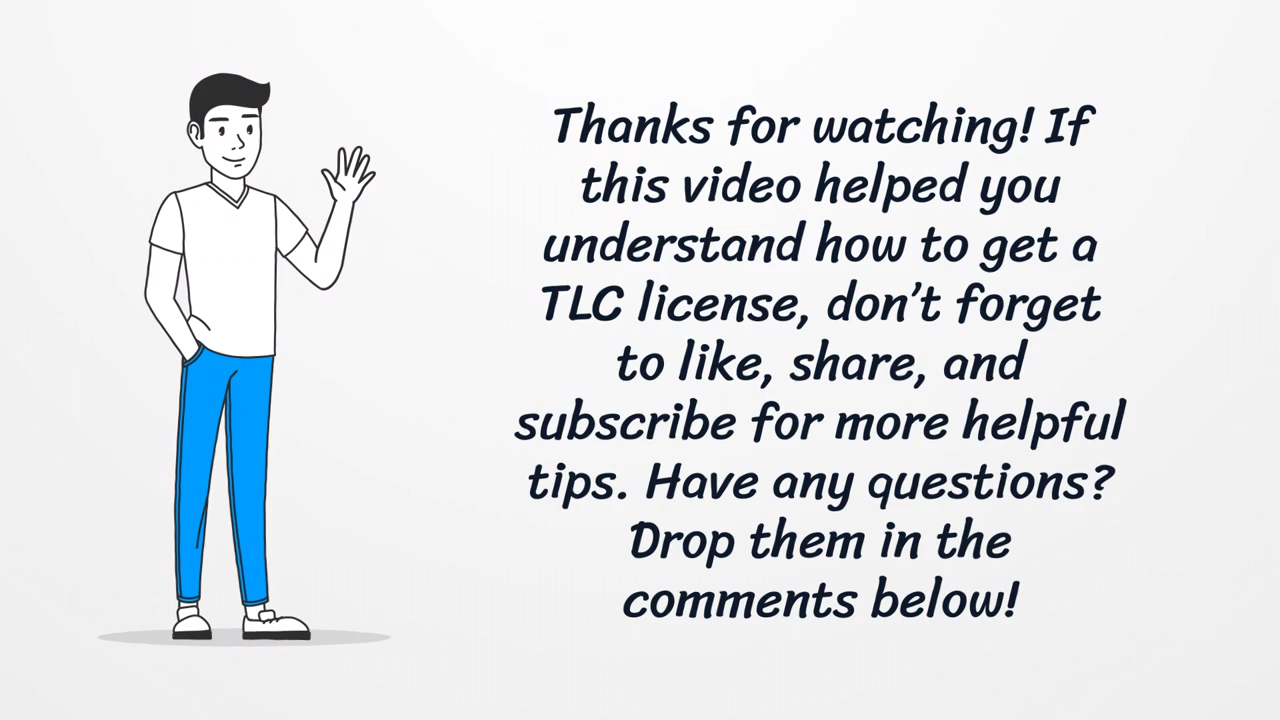 Thanks for watching! If
this video helped you
understand how to get a
TLC license, don’t forget
to like, share, and
subscribe for more helpful
tips. Have any questions?
Drop them in the
comments below!